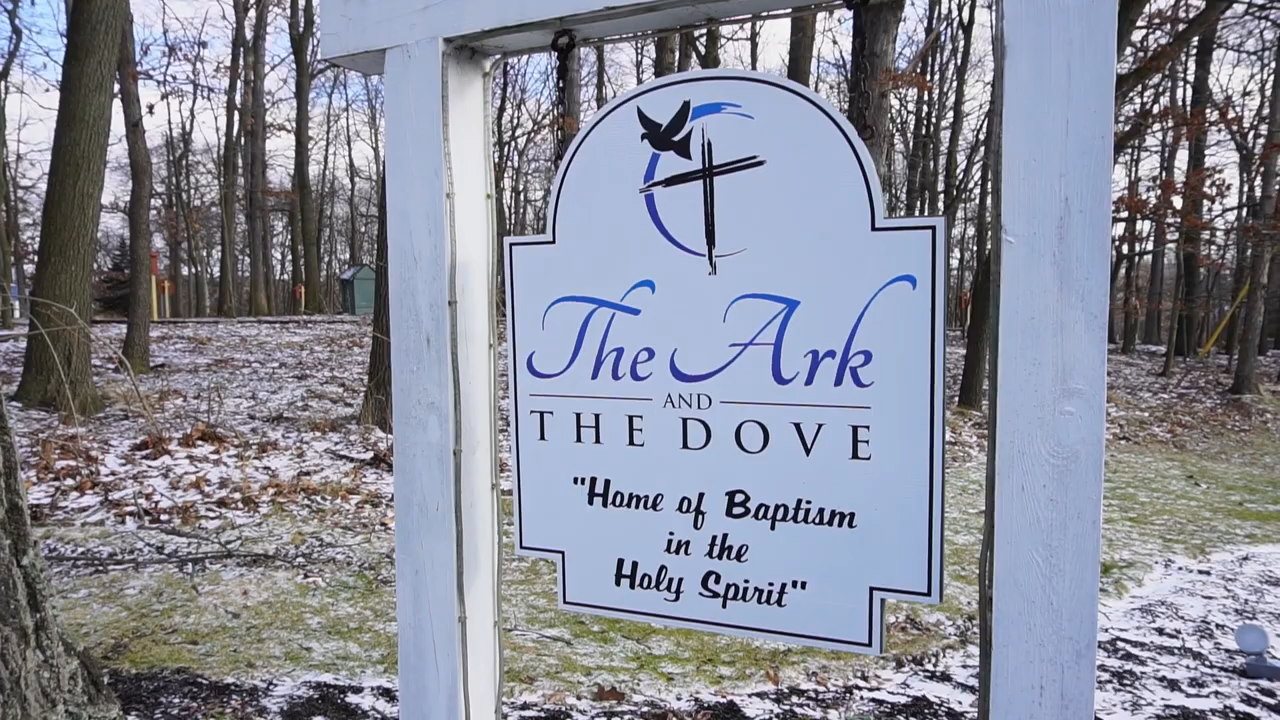 The Ark
AND
THE DOVE
"Home of Baptism
in the
Holy Spirit"